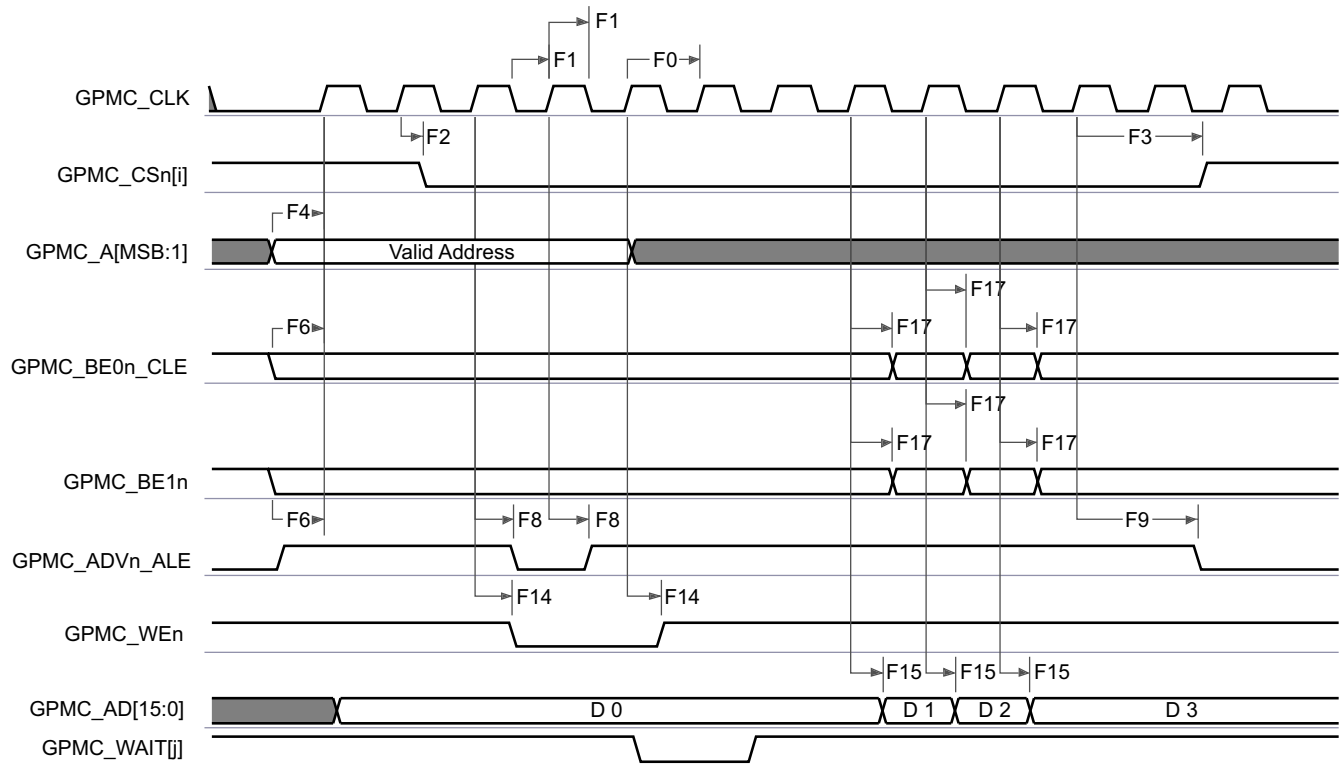 F1
F1 F0
GPMC_CLK
F2 F3
GPMC_CSn[i]
F4
GPMC_A[MSB:1] Valid Address
F17
F6 F17 F17
GPMC_BE0n_CLE
F17
F17 F17
GPMC_BE1n
F6 F8 F8 F9
GPMC_ADVn_ALE
F14 F14
GPMC_WEn
F15 F15 F15
GPMC_AD[15:0] D 0 D 1 D 2 D 3
GPMC_WAIT[j]